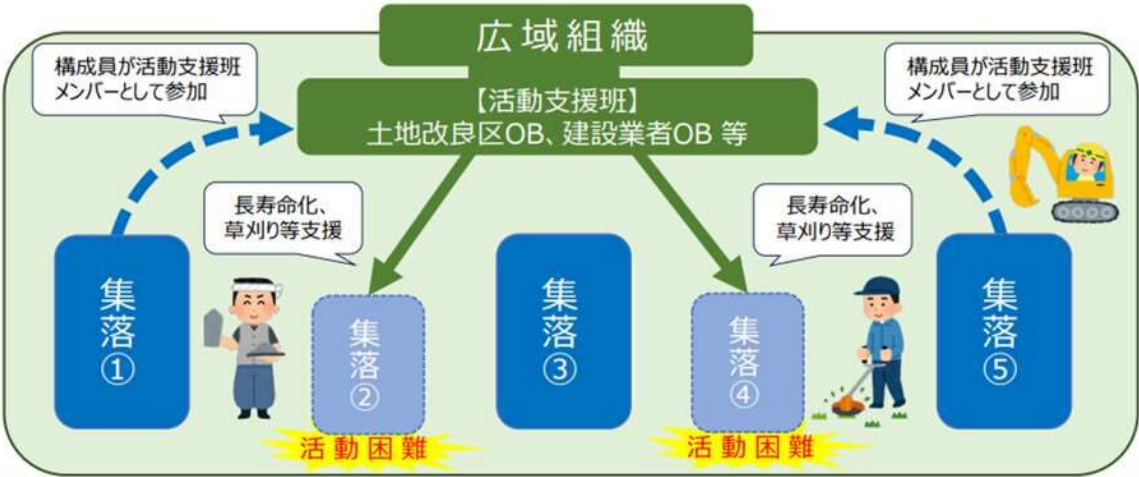 広域組織
【活動支援班】
土地改良区OB、建設業者OB 等
構成員が活動支援班
メンバーとして参加
構成員が活動支援班
メンバーとして参加
長寿命化、
草刈り等支援
長寿命化、
草刈り等支援
集落①
集落②
集落③
集落④
集落⑤
活動困難
活動困難